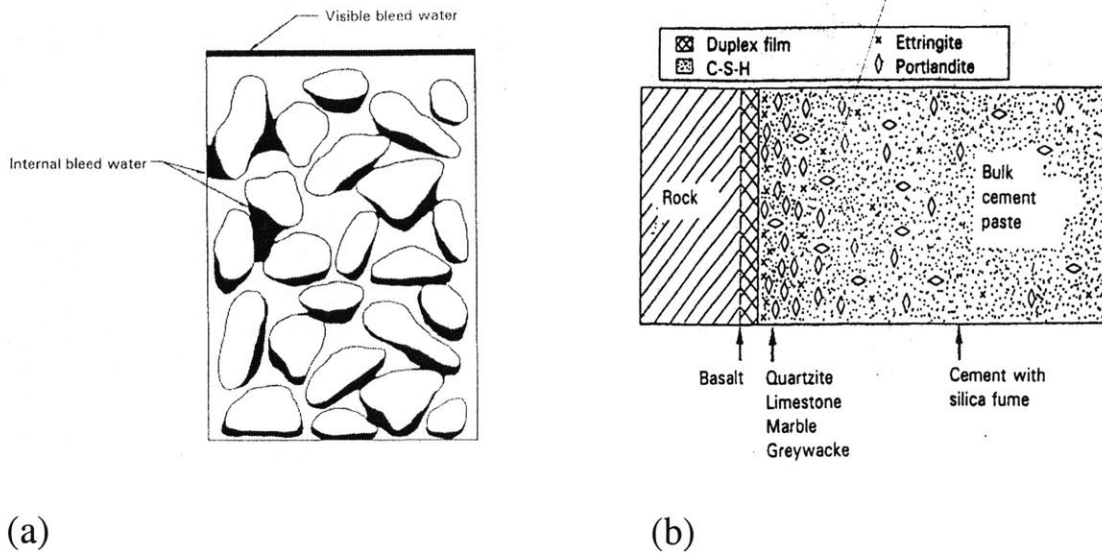 Visible bleed water
Internal bleed water
(a)
Duplex film
Ettringite
C-S-H
Portlandite
Rock
Bulk
cement
paste
Basalt
Quartzite
Limestone
Marble
Greywacke
Cement with
silica fume
(b)